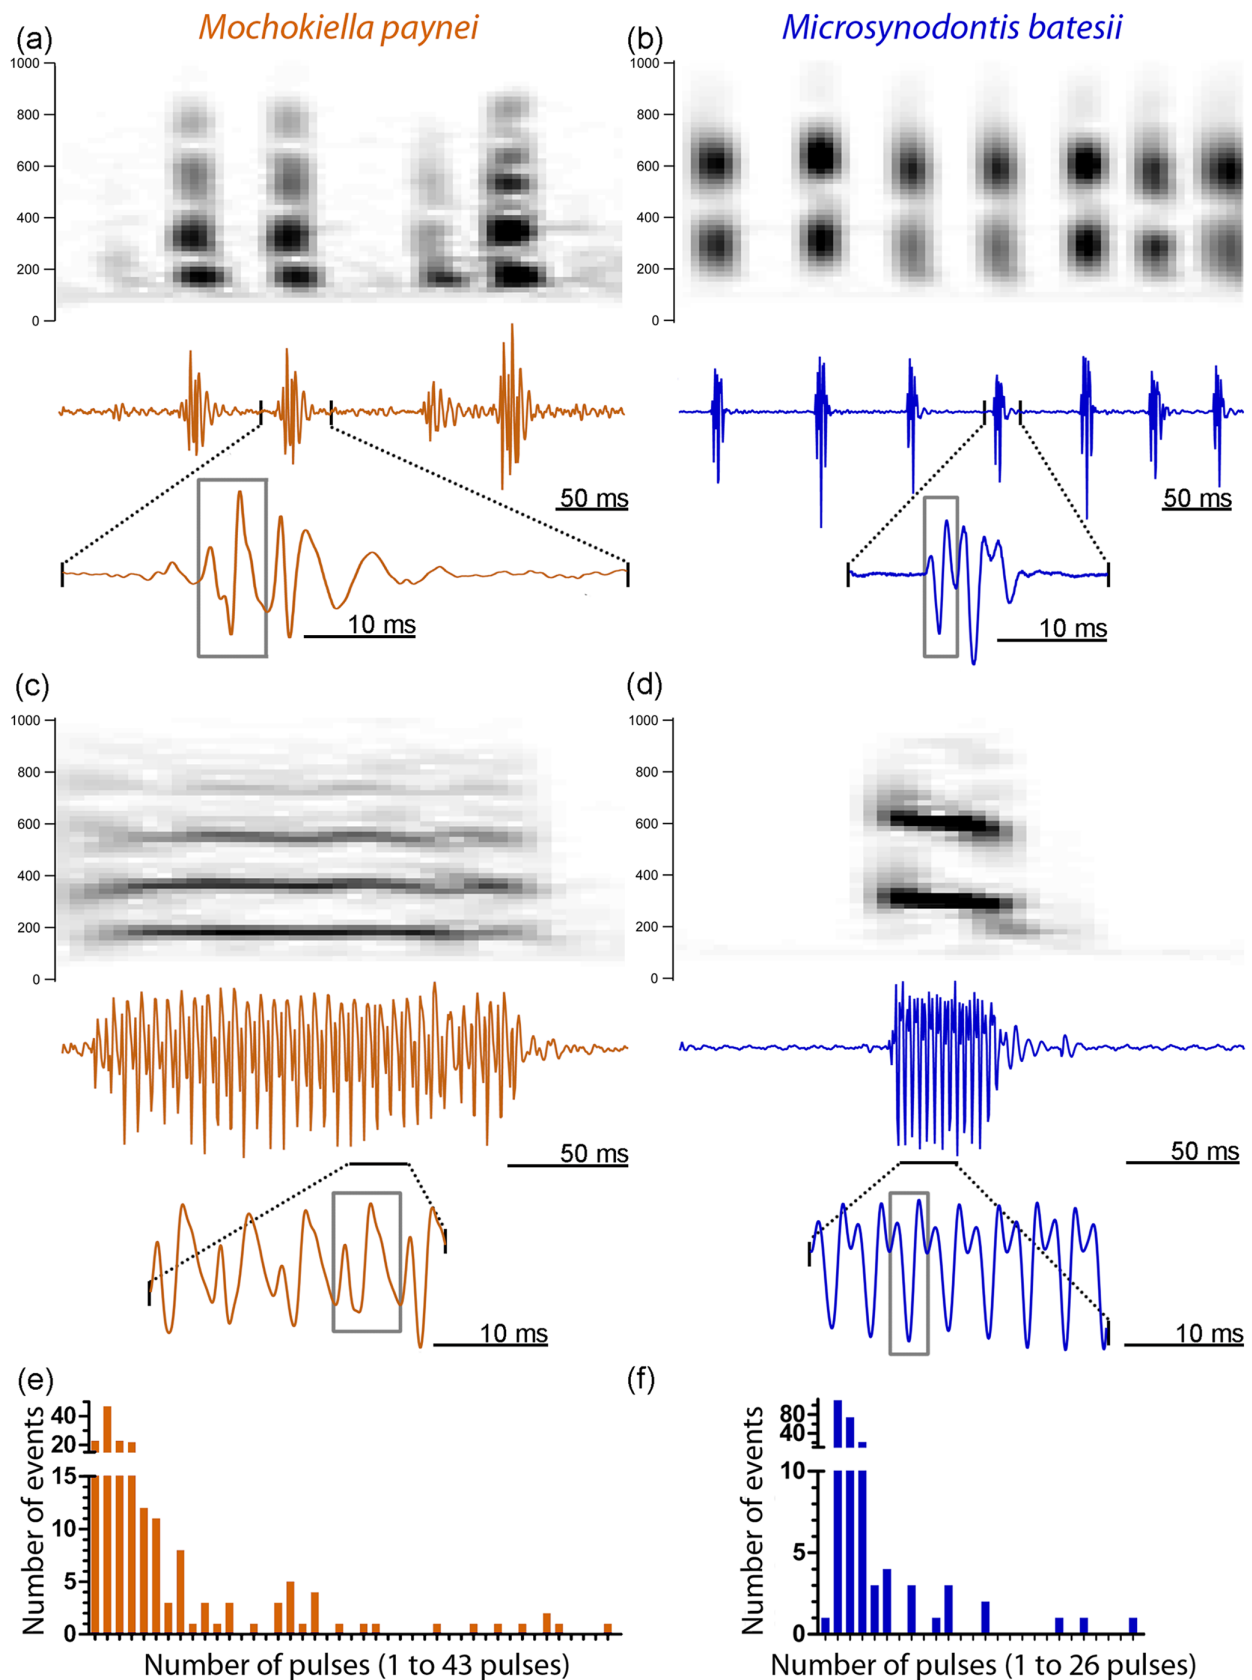 (a) Mochokiella paynei
(b) Microsynodontis batesii
1000
800
600
400
200
0
1000
800
600
400
200
0
50 ms
50 ms
10 ms
10 ms
(c)
(d)
1000
800
600
400
200
0
1000
800
600
400
200
0
50 ms
50 ms
10 ms
10 ms
(e)
Number of events
40
20
15
10
5
0
Number of pulses (1 to 43 pulses)
(f)
Number of events
80
40
10
5
0
Number of pulses (1 to 26 pulses)